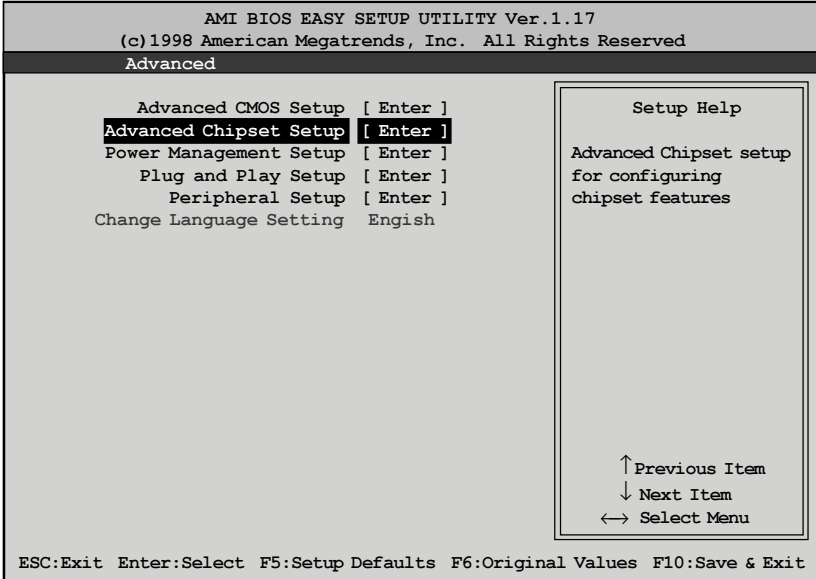 AMI BIOS EASY SETUP UTILITY Ver.1.17
(c)1998 American Megatrends, Inc. All Rights Reserved
Advanced
Advanced CMOS Setup [ Enter ]
Advanced Chipset Setup [ Enter ]
Power Management Setup [ Enter ]
Plug and Play Setup [ Enter ]
Peripheral Setup [ Enter ]
Change Language Setting Engish
Setup Help
Advanced Chipset setup
for configuring
chipset features
↑ Previous Item
↓ Next Item
↔ Select Menu
ESC:Exit Enter:Select F5:Setup Defaults F6:Original Values F10:Save & Exit